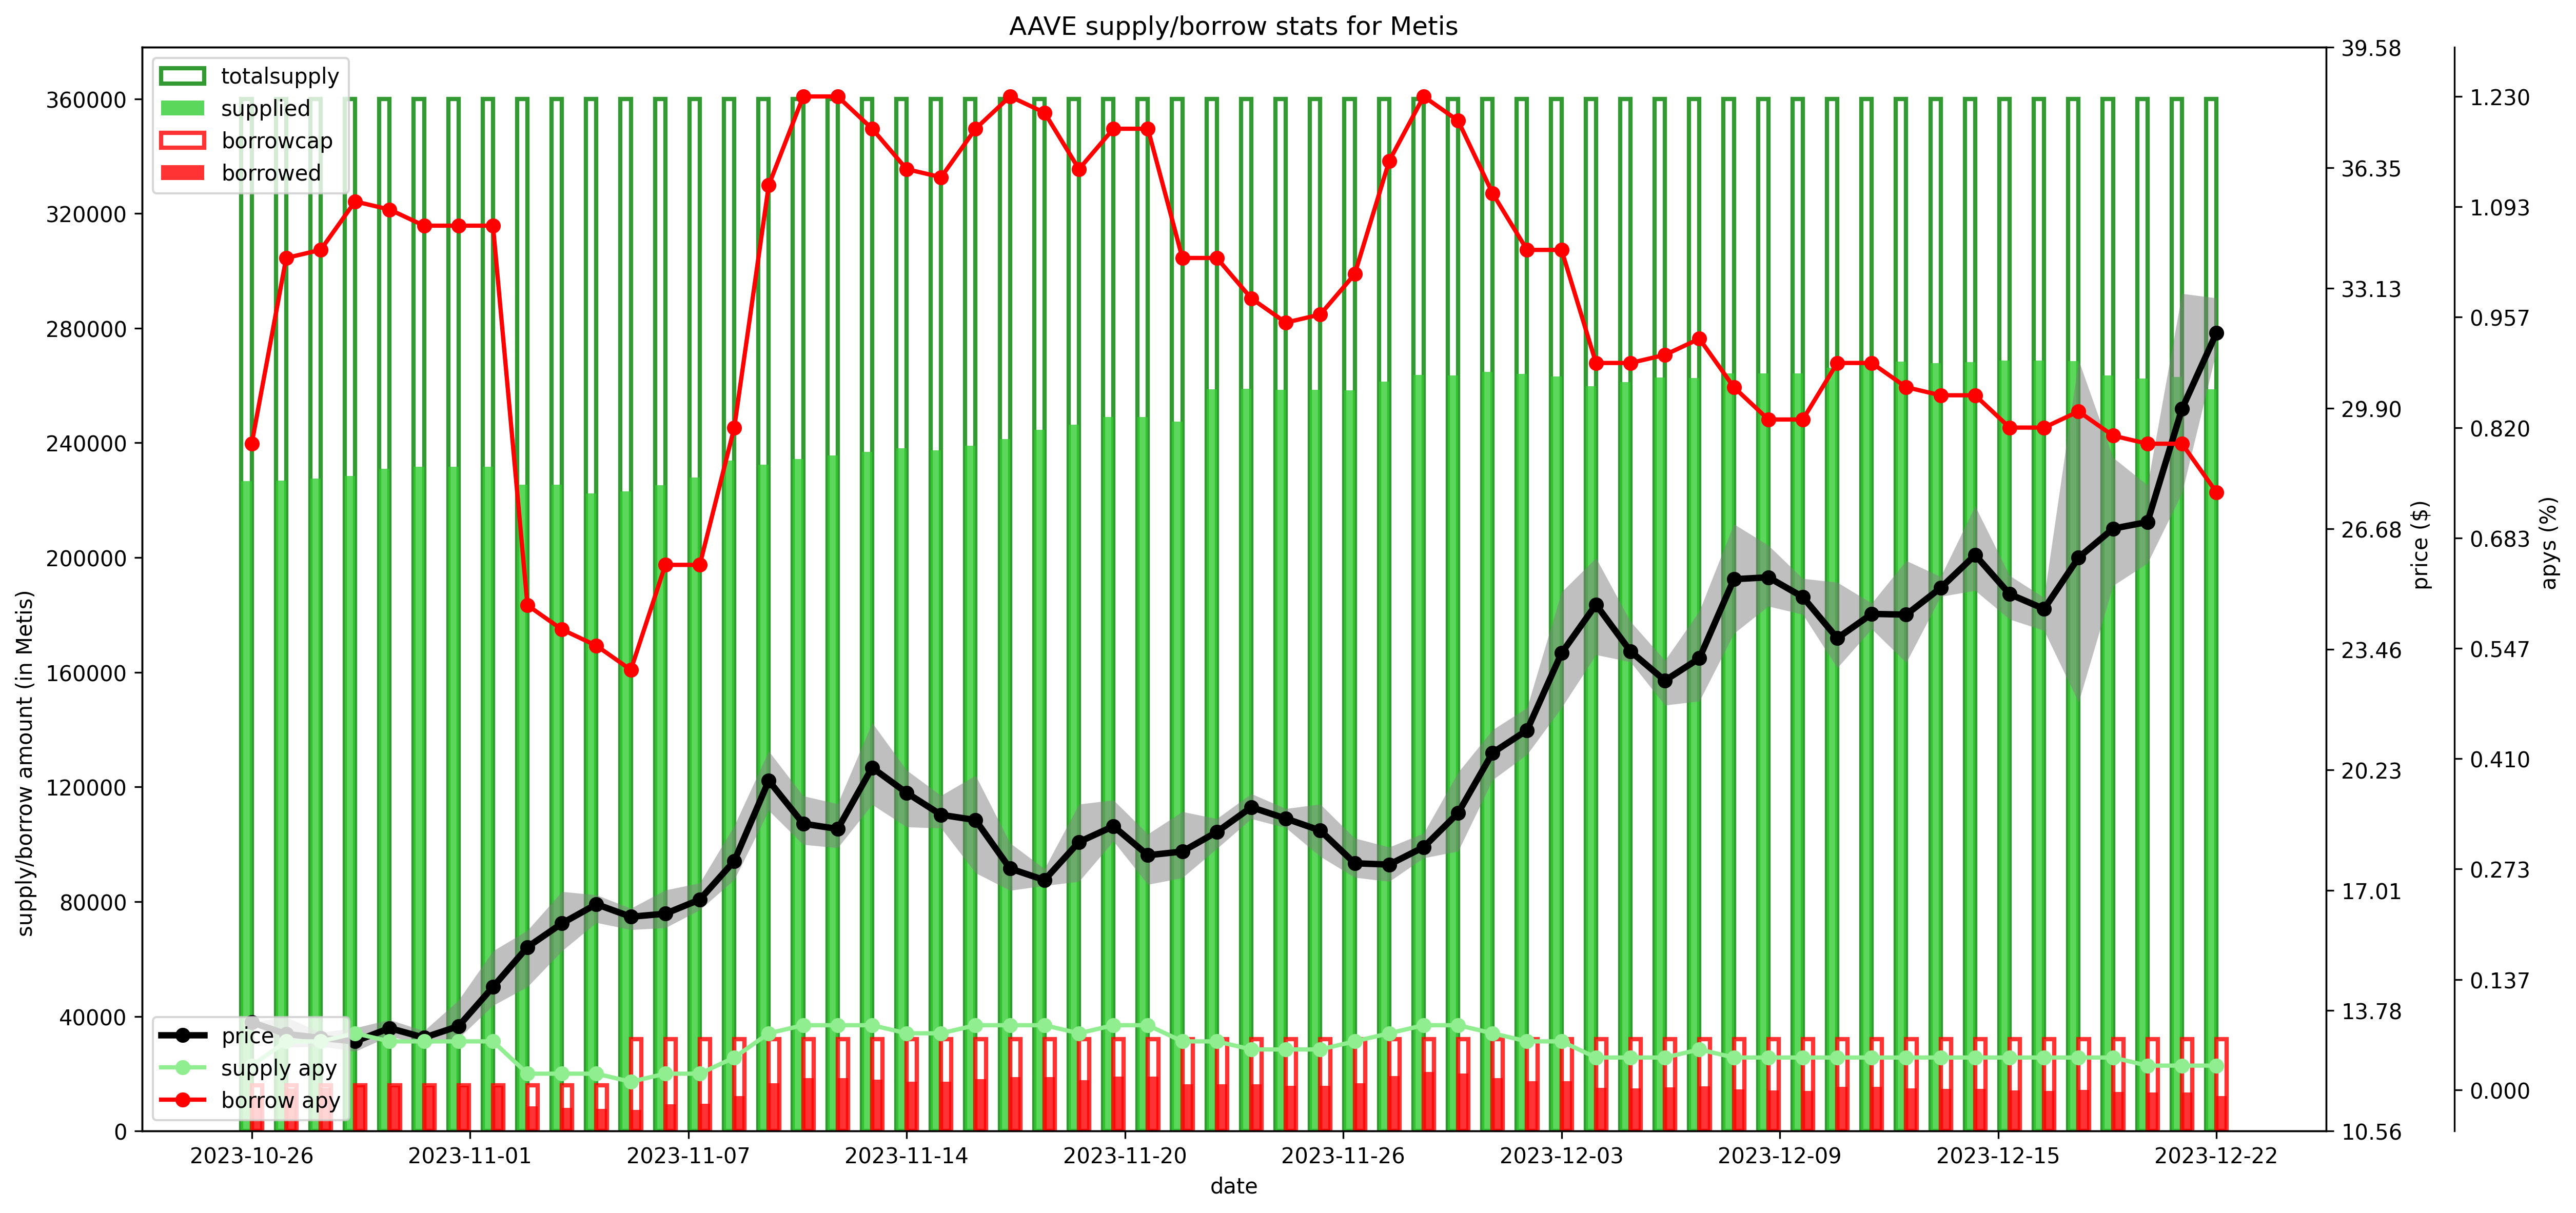 AAVE supply/borrow stats for Metis
totalsupply
supplied
borrowcap
borrowed
price
supply apy
borrow apy
supply/borrow amount (in Metis)
360000
320000
280000
240000
200000
160000
120000
80000
40000
0
39.58
36.35
33.13
29.90
26.68
23.46
20.23
17.01
13.78
10.56
price ($)
1.230
1.093
0.957
0.820
0.683
0.547
0.410
0.273
0.137
0.000
apys (%)
2023-10-26 2023-11-01 2023-11-07 2023-11-14 2023-11-20 2023-11-26 2023-12-03 2023-12-09 2023-12-15 2023-12-22
date